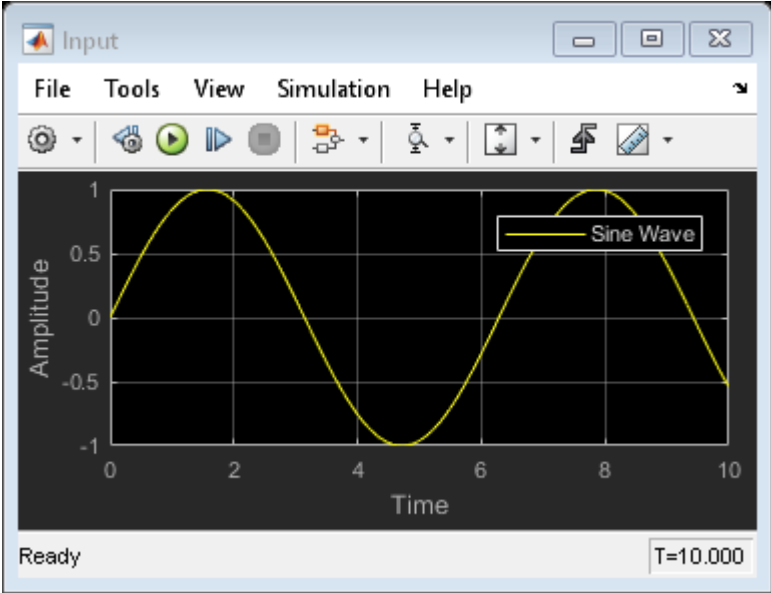 Input
File Tools View Simulation Help
1
0.5
0
-0.5
-1
Amplitude
Sine Wave
0 2 4 6 8 10
Time
Ready T=10.000